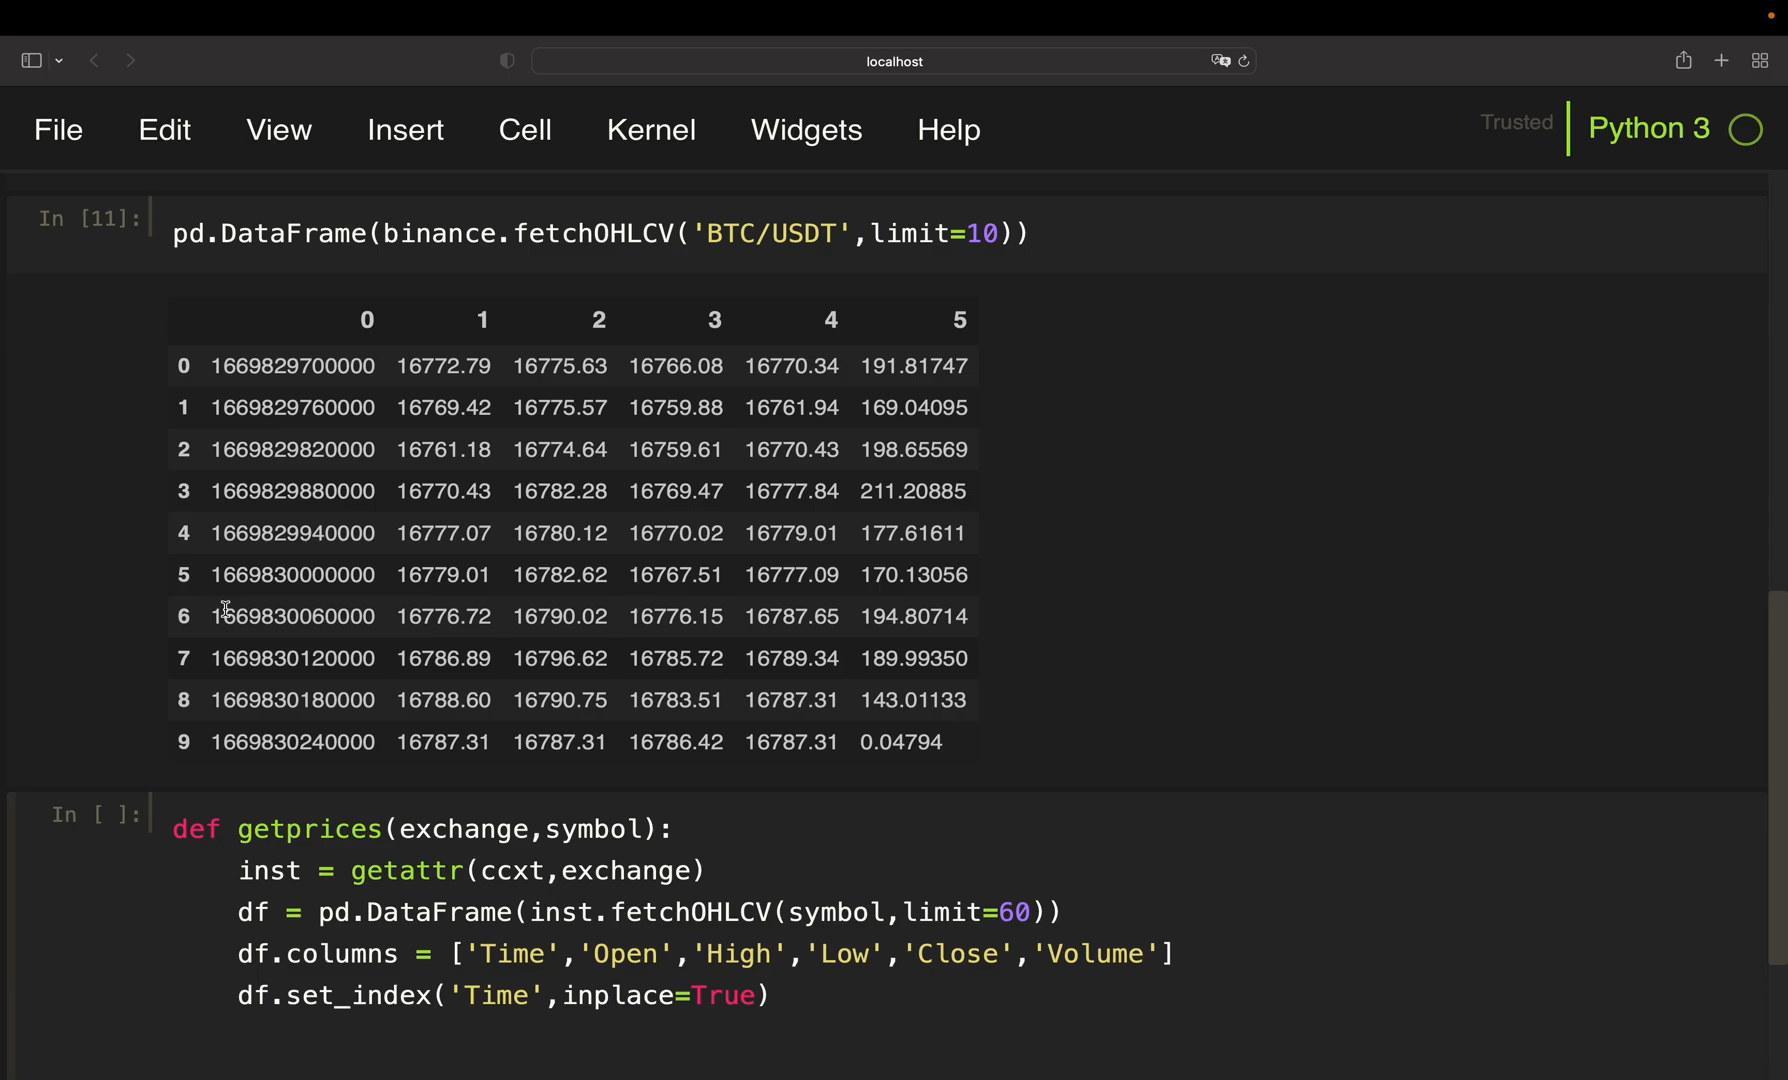 localhost
File Edit View Insert Cell Kernel Widgets Help Trusted Python 3
In [11]: pd.DataFrame(binance.fetchOHLCV('BTC/USDT',limit=10))
0 1 2 3 4 5
0 1669829700000 16772.79 16775.63 16766.08 16770.34 191.81747
1 1669829760000 16769.42 16775.57 16759.88 16761.94 169.04095
2 1669829820000 16761.18 16774.64 16759.61 16770.43 198.65569
3 1669829880000 16770.43 16782.28 16769.47 16777.84 211.20885
4 1669829940000 16777.07 16780.12 16770.02 16779.01 177.61611
5 1669830000000 16779.01 16782.62 16767.51 16777.09 170.13056
6 1669830060000 16776.72 16790.02 16776.15 16787.65 194.80714
7 1669830120000 16786.89 16796.62 16785.72 16789.34 189.99350
8 1669830180000 16788.60 16790.75 16783.51 16787.31 143.01133
9 1669830240000 16787.31 16787.31 16786.42 16787.31 0.04794
In [ ]: def getprices(exchange,symbol):
inst = getattr(ccxt,exchange)
df = pd.DataFrame(inst.fetchOHLCV(symbol,limit=60))
df.columns = ['Time','Open','High','Low','Close','Volume']
df.set_index('Time',inplace=True)